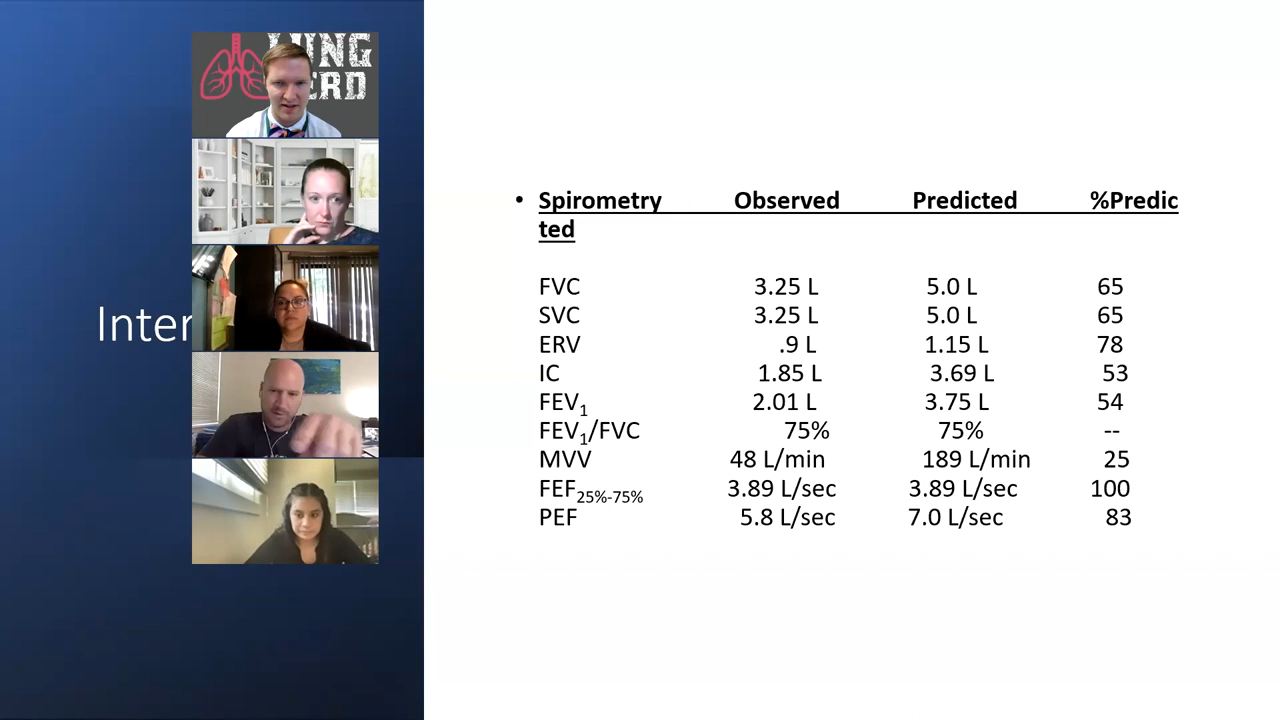 LUNG
ERD
Inter
• Spirometry Observed Predicted %Predic
ted
FVC 3.25 L 5.0 L 65
SVC 3.25 L 5.0 L 65
ERV .9 L 1.15 L 78
IC 1.85 L 3.69 L 53
FEV1 2.01 L 3.75 L 54
FEV1/FVC 75% 75% --
MVV 48 L/min 189 L/min 25
FEF25%-75% 3.89 L/sec 3.89 L/sec 100
PEF 5.8 L/sec 7.0 L/sec 83